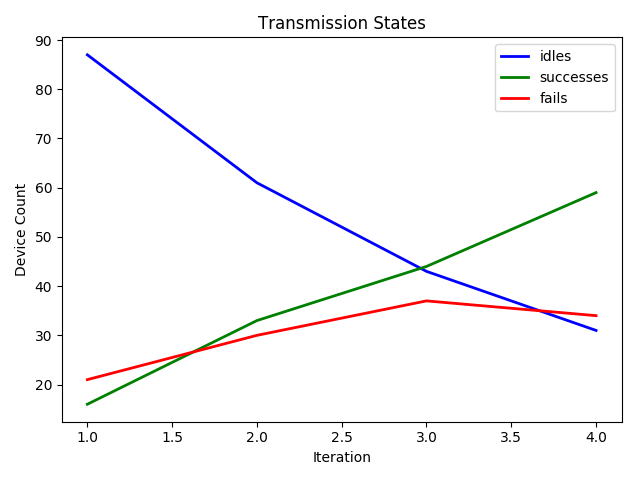 Transmission States
idles
successes
fails
Device Count
90
80
70
60
50
40
30
20
1.0 1.5 2.0 2.5 3.0 3.5 4.0
Iteration